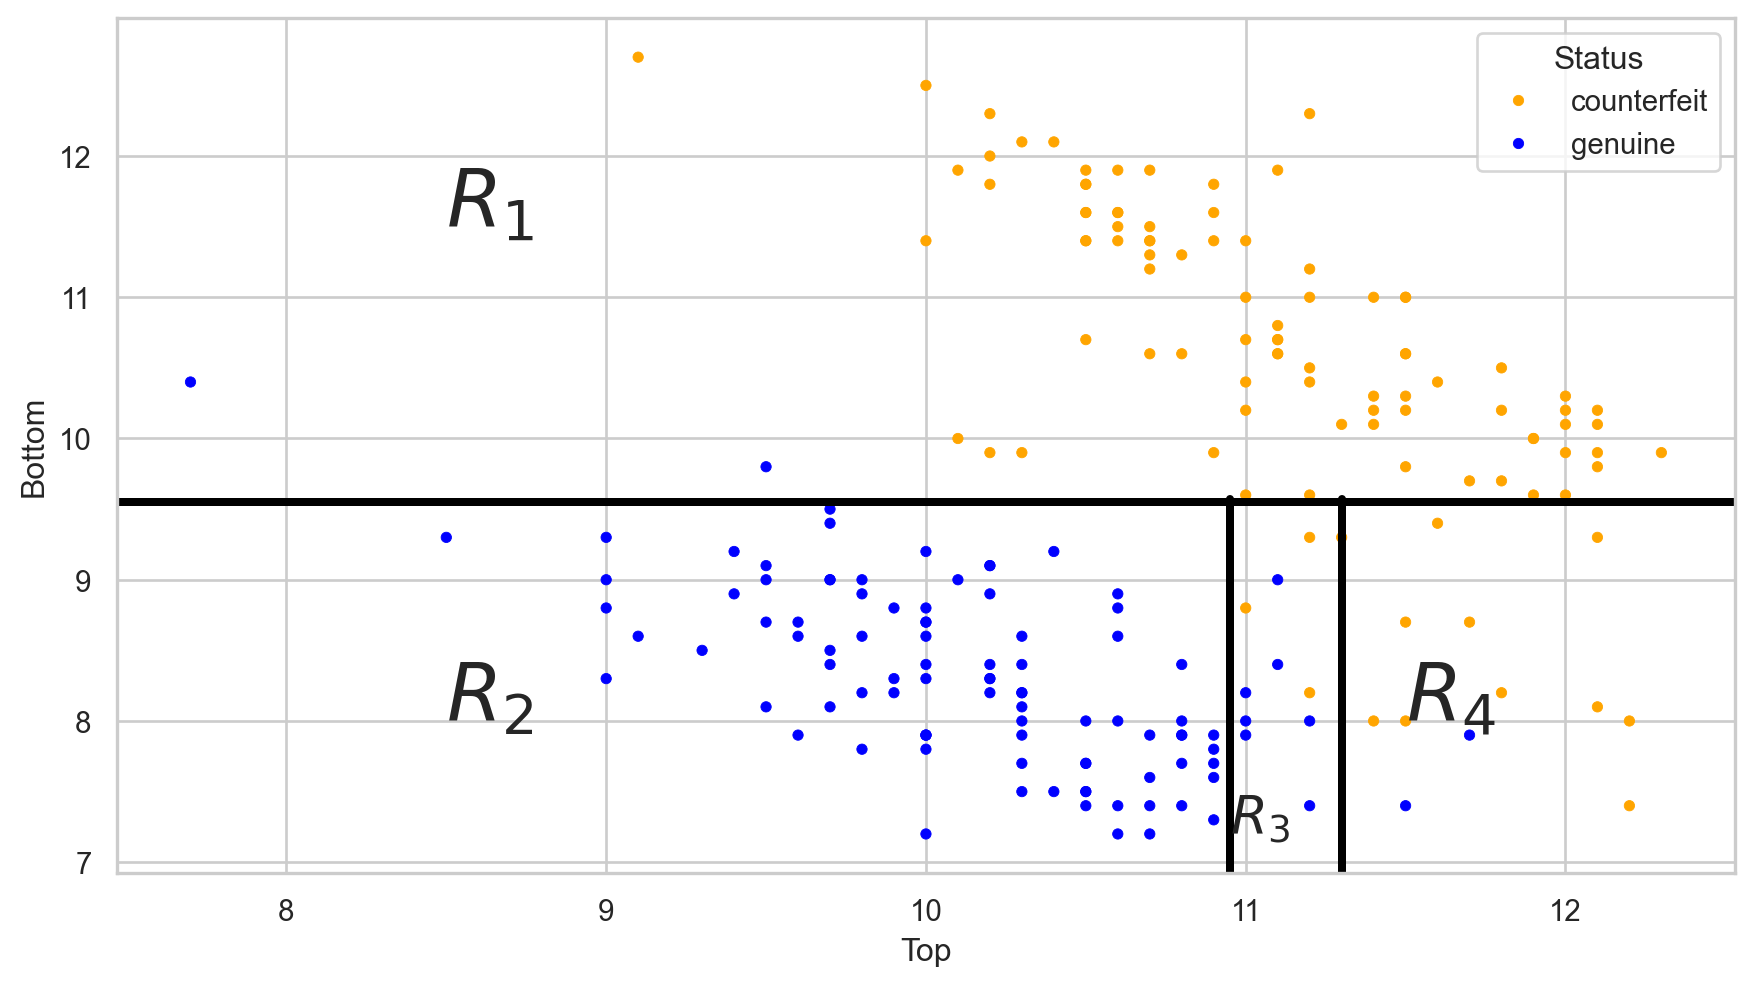 Status
counterfeit
genuine
R1
R2
R3
R4
12
11
10
9
8
7
Bottom
8 9 10 11 12
Top